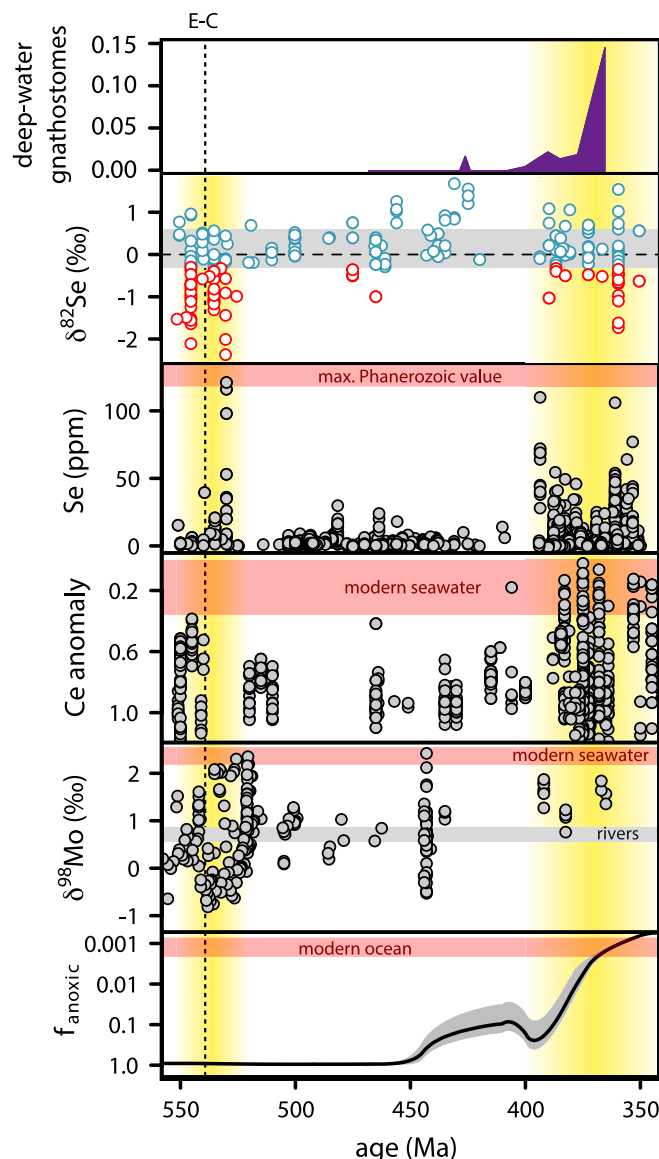 E-C
deep-water
gnathostomes
0.15
0.10
0.05
0.00
δ82Se (‰)
1
0
-1
-2
Se (ppm)
max. Phanerozoic value
100
50
0
Ce anomaly
modern seawater
0.2
0.6
1.0
δ98Mo (‰)
modern seawater
2
1
rivers
0
-1
fanoxic
modern ocean
0.001
0.01
0.1
1.0
550 500 450 400 350
age (Ma)